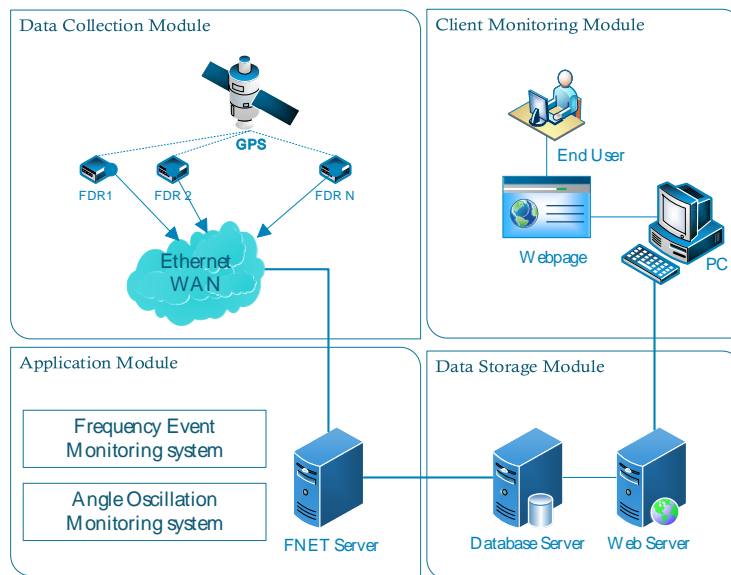 Data Collection Module
GPS
FDR1
FDR 2
FDR N
Ethernet
WAN
Client Monitoring Module
End User
Webpage
PC
Application Module
Frequency Event
Monitoring system
Angle Oscillation
Monitoring system
FNET Server
Data Storage Module
Database Server
Web Server